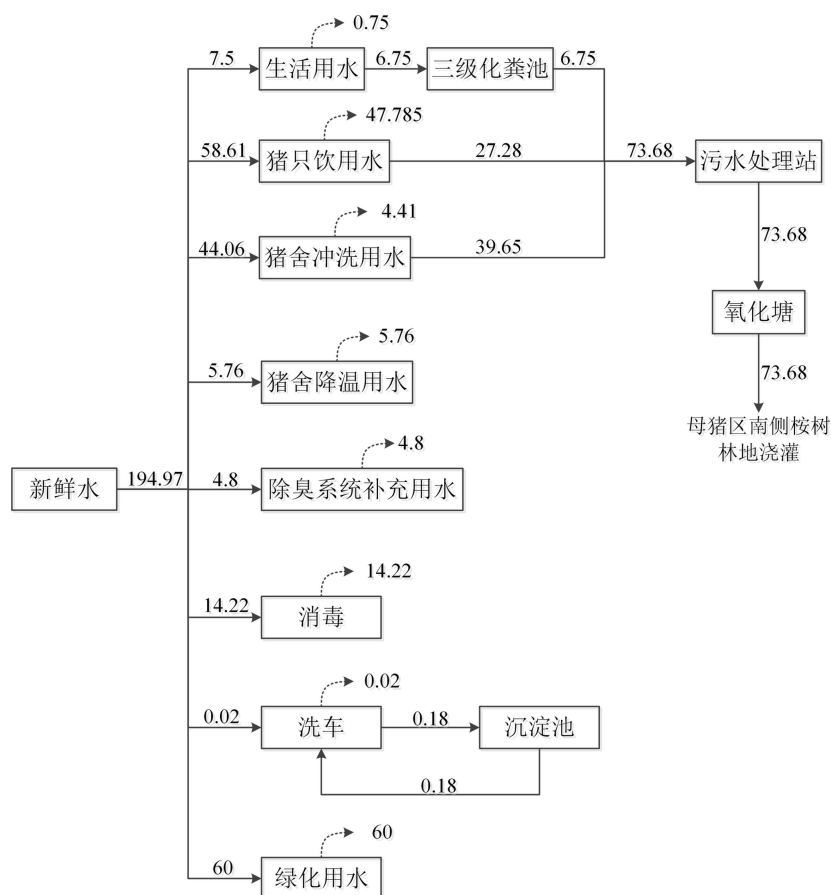 0.75
7.5
生活用水
6.75
三级化粪池
6.75
47.785
58.61
猪只饮用水
27.28
73.68
污水处理站
4.41
44.06
猪舍冲洗用水
39.65
73.68
氧化塘
5.76
5.76
猪舍降温用水
73.68
母猪区南侧桉树
林地浇灌
4.8
新鲜水
194.97
4.8
除臭系统补充用水
14.22
14.22
消毒
0.02
0.02
洗车
0.18
沉淀池
0.18
60
60
绿化用水